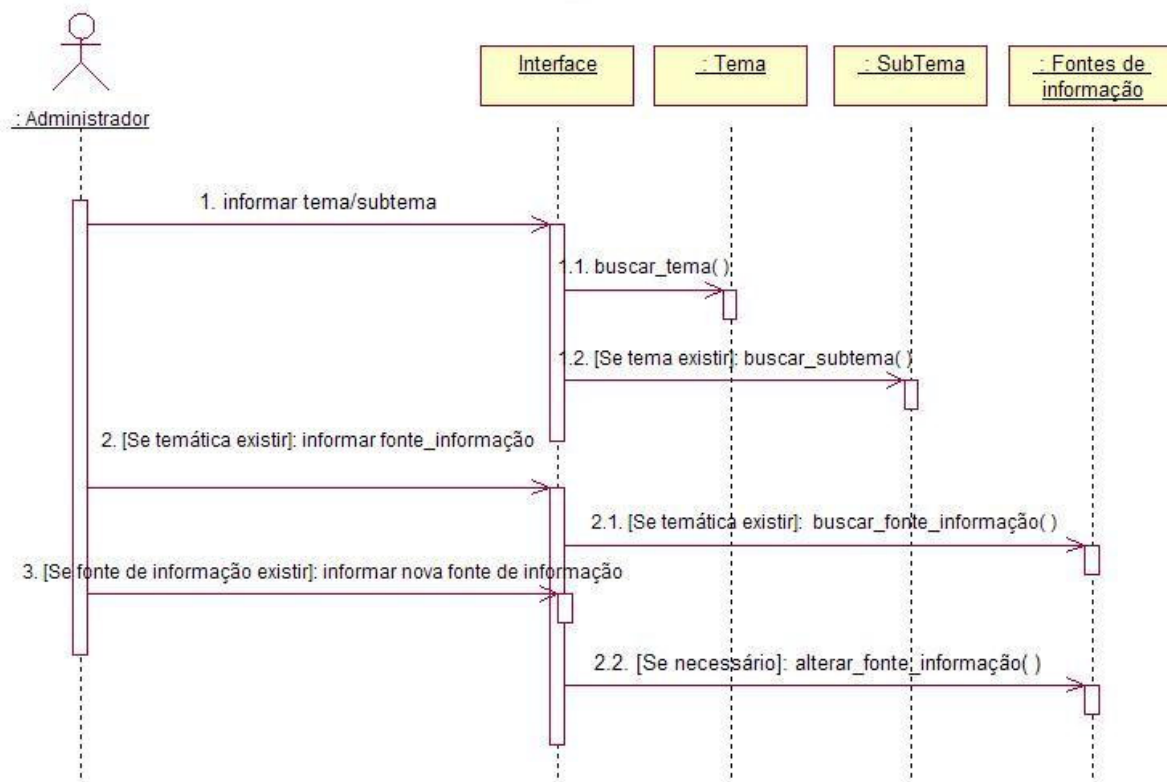 Interface
: Tema
: SubTema
: Fontes de
informação
: Administrador
1. informar tema/subtema
1.1. buscar_tema( )
1.2. [Se tema existir]: buscar_subtema( )
2. [Se temática existir]: informar fonte_informação
2.1. [Se temática existir]: buscar_fonte_informação( )
3. [Se fonte de informação existir]: informar nova fonte de informação
2.2. [Se necessário]: alterar_fonte_informação( )